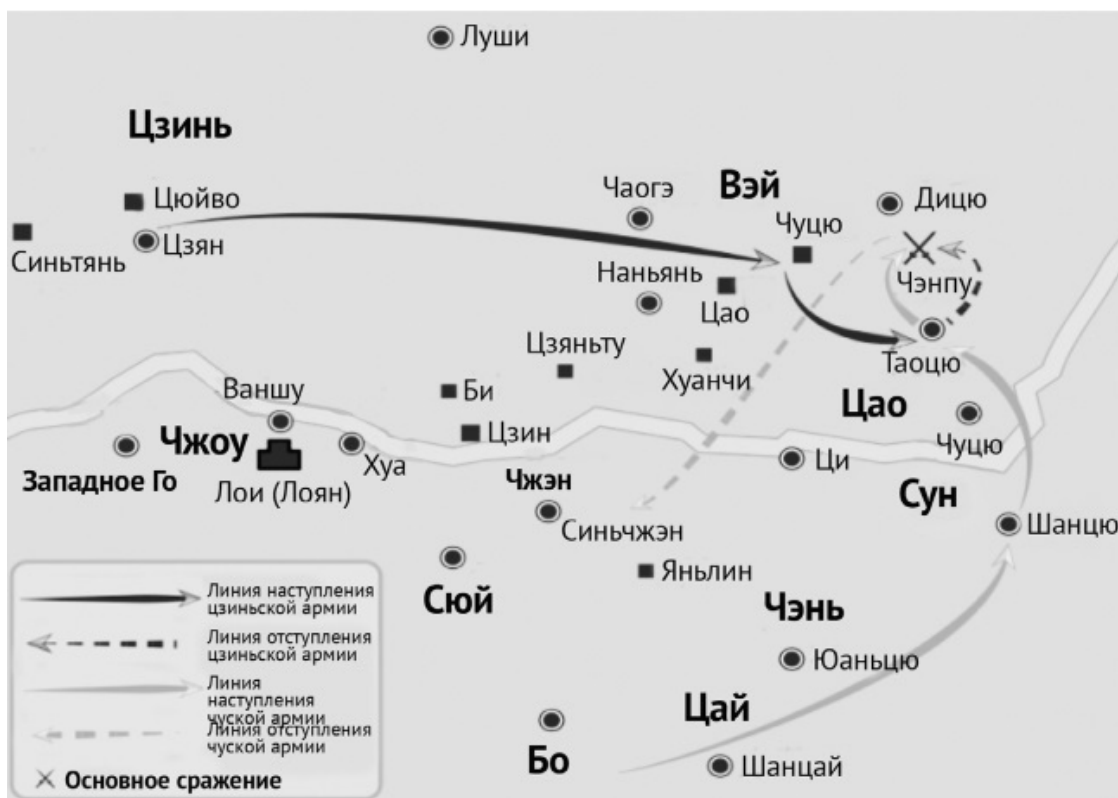 Луши
Цзинь
Цюйво
Чаогэ
Вэй
Дицю
Синьтянь
Цзян
Чуцю
Наньянь
Цао
Чэнпу
Цзяньту
Хуанчи
Таоцю
Ваншу
Би
Цао
Чжоу
Цзин
Чуцю
Западное Го
Хуа
Ци
Лои (Лоян)
Чжэн
Сун
Синьчжэн
Шанцю
Сюй
Яньлин
Чэнь
Юаньцю
Цай
Бо
Шанцай
Линия наступления
цзиньской армии
Линия отступления
цзиньской армии
Линия
наступления
чуской армии
Линия отступления
чуской армии
Основное сражение